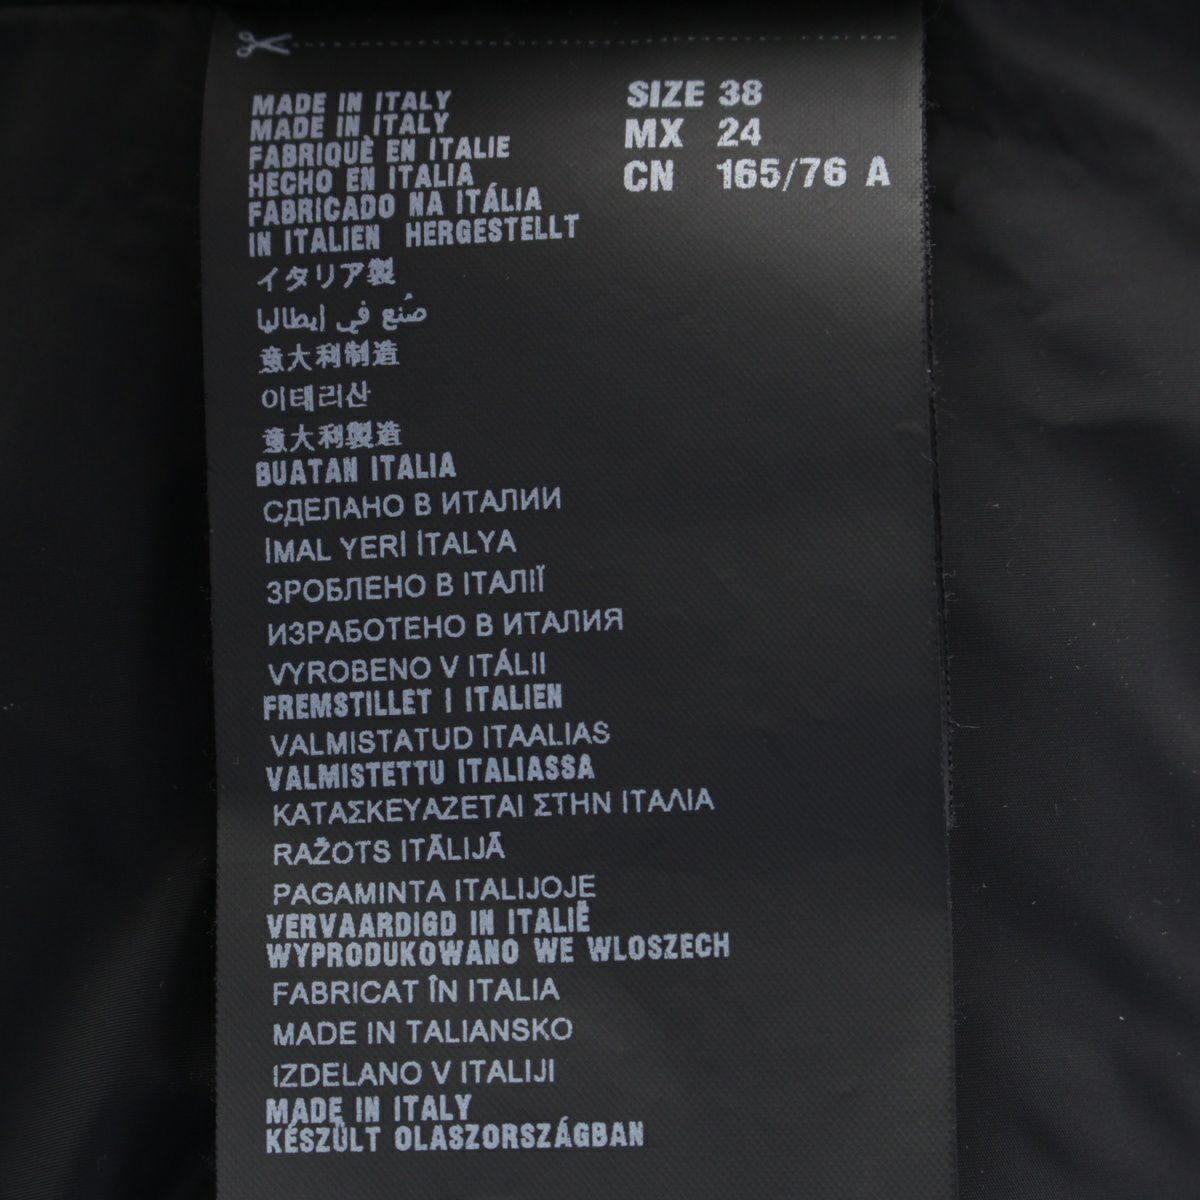 MADE IN ITALY
MADE IN ITALY
FABRIQUÈ EN ITALIE
HECHO EN ITALIA
FABRICADO NA ITÁLIA
IN ITALIEN HERGESTELLT
イタリア製
صُنع في إيطاليا
意大利制造
이테리산
意大利製造
BUATAN ITALIA
СДЕЛАНО В ИТАЛИИ
İMAL YERİ İTALYA
ЗРОБЛЕНО В ІТАЛІЇ
ИЗРАБОТЕНО В ИТАЛИЯ
VYROBENO V ITÁLII
FREMSTILLET I ITALIEN
VALMISTATUD ITAALIAS
VALMISTETTU ITALIASSA
ΚΑΤΑΣΚΕΥΑΖΕΤΑΙ ΣΤΗΝ ΙΤΑΛΙΑ
RAŽOTS ITĀLIJĀ
PAGAMINTA ITALIJOJE
VERVAARDIGD IN ITALIË
WYPRODUKOWANO WE WLOSZECH
FABRICAT ÎN ITALIA
MADE IN TALIANSKO
IZDELANO V ITALIJI
MADE IN ITALY
KÉSZÜLT OLASZORSZÁGBAN
SIZE 38
MX 24
CN 165/76 A